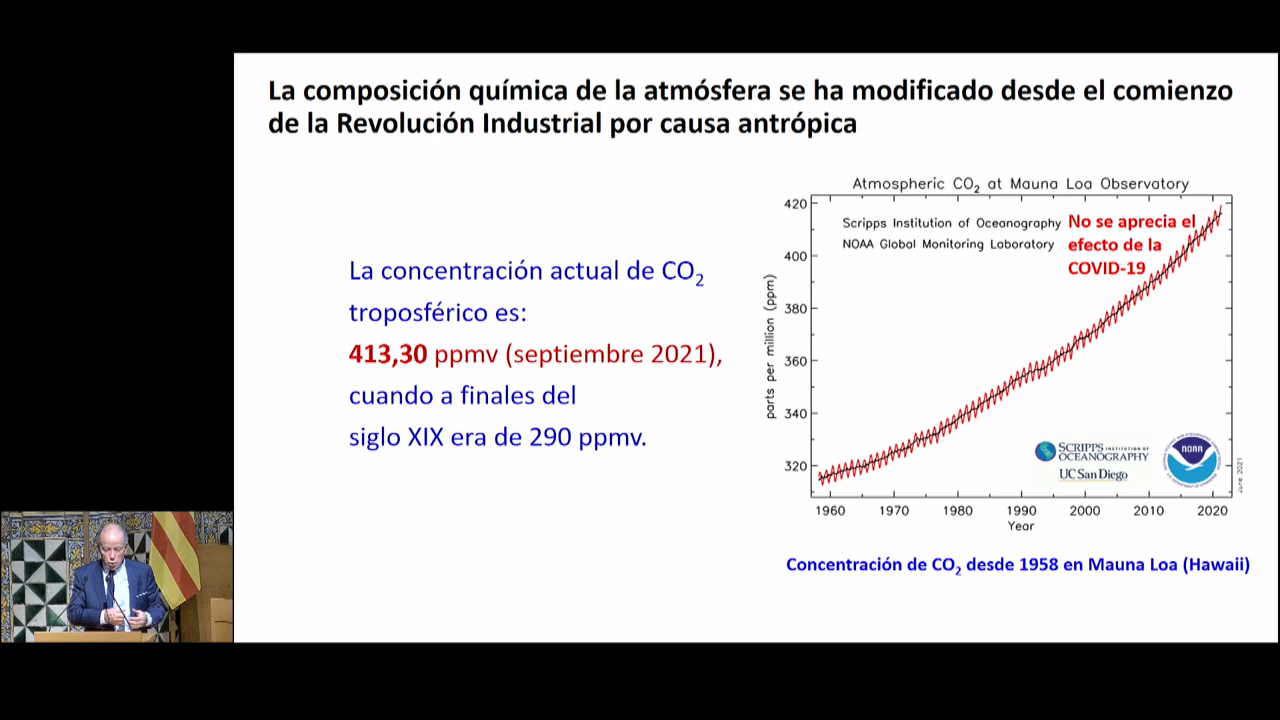 La composición química de la atmósfera se ha modificado desde el comienzo
de la Revolución Industrial por causa antrópica
La concentración actual de CO₂
troposférico es:
413,30 ppmv (septiembre 2021),
cuando a finales del
siglo XIX era de 290 ppmv.
Atmospheric CO₂ at Mauna Loa Observatory
Scripps Institution of Oceanography
NOAA Global Monitoring Laboratory
No se aprecia el
efecto de la
COVID-19
parts per million (ppm)
420
400
380
360
340
320
1960 1970 1980 1990 2000 2010 2020
Year
SCRIPPS INSTITUTION OF
OCEANOGRAPHY
UC San Diego
NOAA
June 2021
Concentración de CO₂ desde 1958 en Mauna Loa (Hawaii)